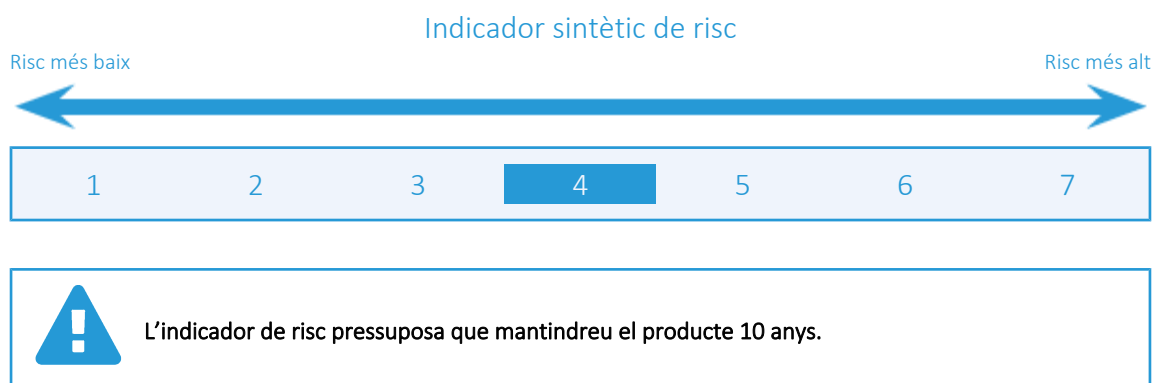 Indicador sintètic de risc
Risc més baix Risc més alt
1 2 3 4 5 6 7
L’indicador de risc pressuposa que mantindreu el producte 10 anys.